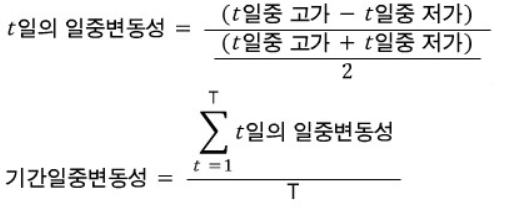 t일의 일중변동성 = (t일중 고가 − t일중 저가)
(t일중 고가 + t일중 저가)
2
T
∑ t일의 일중변동성
t =1
기간일중변동성 =
T